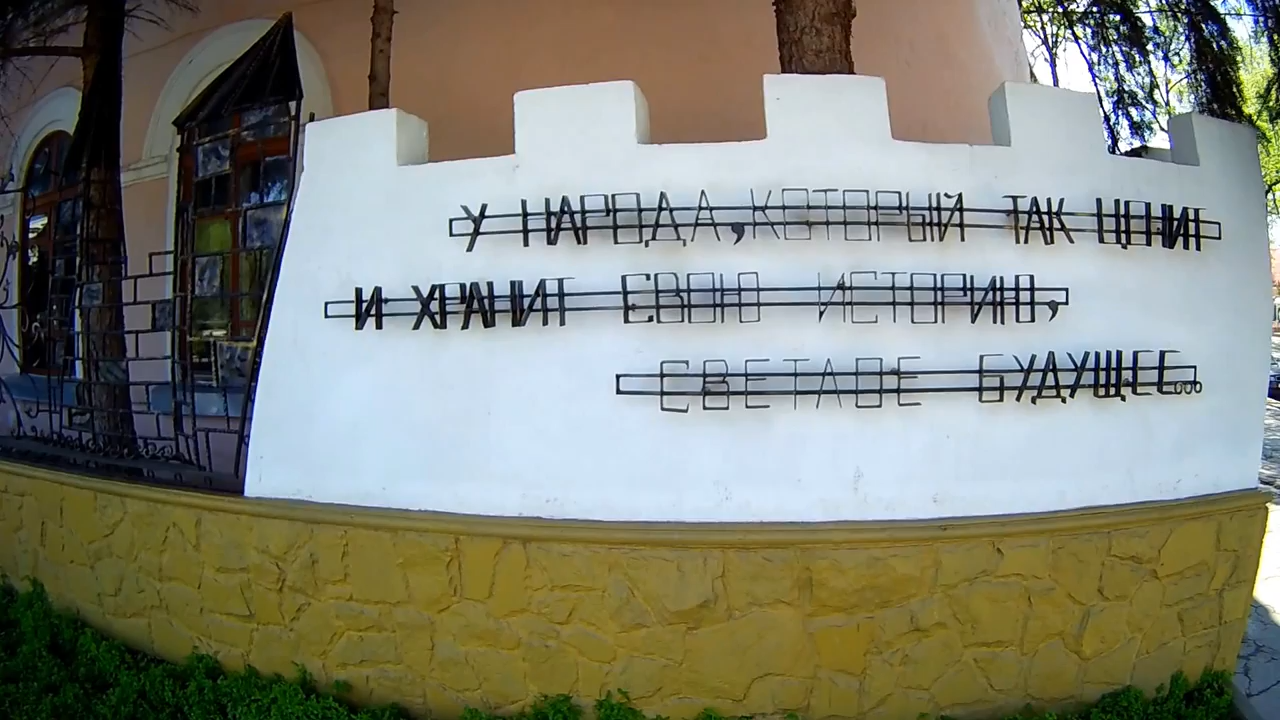 У НАРОДА, КОТОРЫЙ ТАК ЦЕНИТ
И ХРАНИТ СВОЮ ИСТОРИЮ,
СВЕТЛОЕ БУДУЩЕЕ...